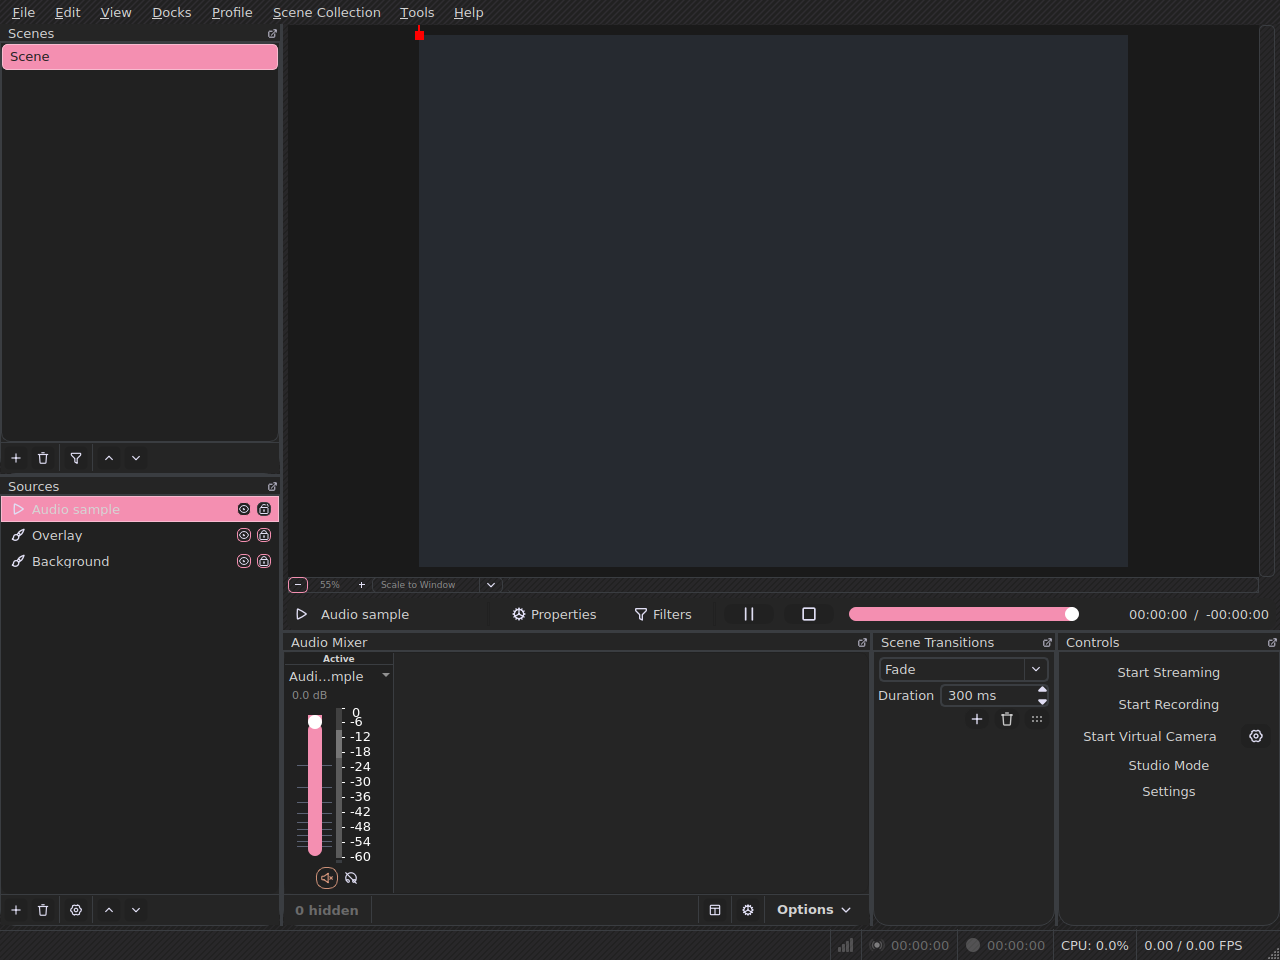 File Edit View Docks Profile Scene Collection Tools Help
Scenes
Scene
Sources
Audio sample
Overlay
Background
55%
Scale to Window
Audio sample
Properties
Filters
00:00:00 / -00:00:00
Audio Mixer
Active
Audi...mple
0.0 dB
0
-6
-12
-18
-24
-30
-36
-42
-48
-54
-60
0 hidden
Options
Scene Transitions
Fade
Duration 300 ms
Controls
Start Streaming
Start Recording
Start Virtual Camera
Studio Mode
Settings
00:00:00
00:00:00
CPU: 0.0%
0.00 / 0.00 FPS